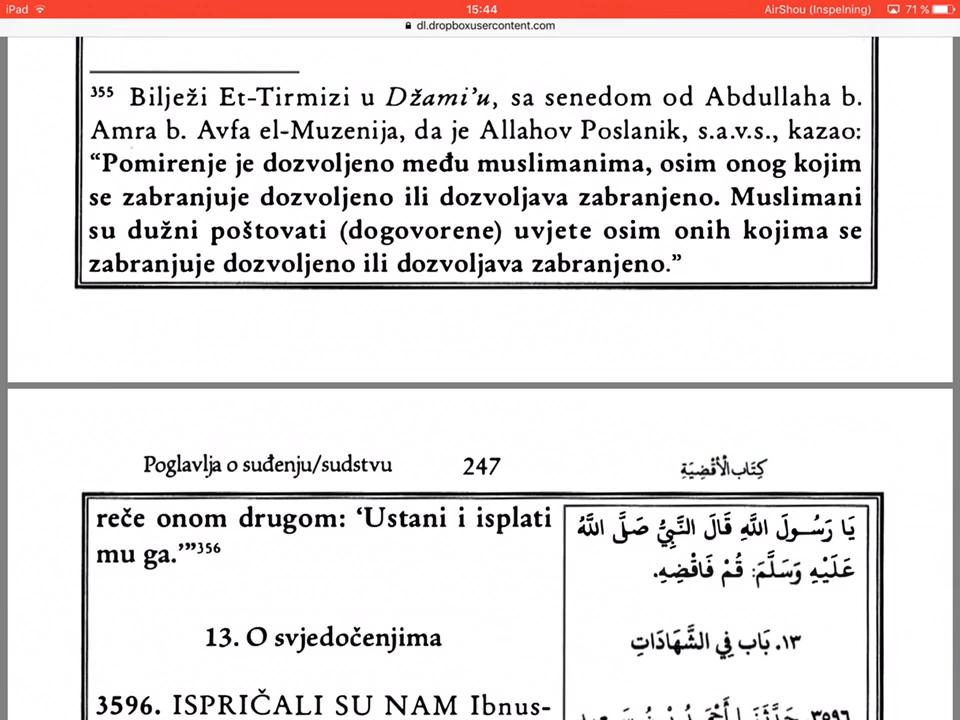 iPad 15:44 AirShou (Inspelning) 71 %
dl.dropboxusercontent.com
355 Bilježi Et-Tirmizi u Džami’u, sa senedom od Abdullaha b.
Amra b. Avfa el-Muzenija, da je Allahov Poslanik, s.a.v.s., kazao:
“Pomirenje je dozvoljeno među muslimanima, osim onog kojim
se zabranjuje dozvoljeno ili dozvoljava zabranjeno. Muslimani
su dužni poštovati (dogovorene) uvjete osim onih kojima se
zabranjuje dozvoljeno ili dozvoljava zabranjeno.”
Poglavlja o suđenju/sudstvu 247 كِتَاب الْأَقْضِيَةِ
reče onom drugom: ‘Ustani i isplati
mu ga.’”356
يَا رَسُولَ اللَّهِ قَالَ النَّبِيُّ صَلَّى اللَّهُ
عَلَيْهِ وَسَلَّمَ: قُمْ فَاقْضِهِ.
13. O svjedočenjima
١٣. بَاب فِي الشَّهَادَاتِ
3596. ISPRIČALI SU NAM Ibnus-